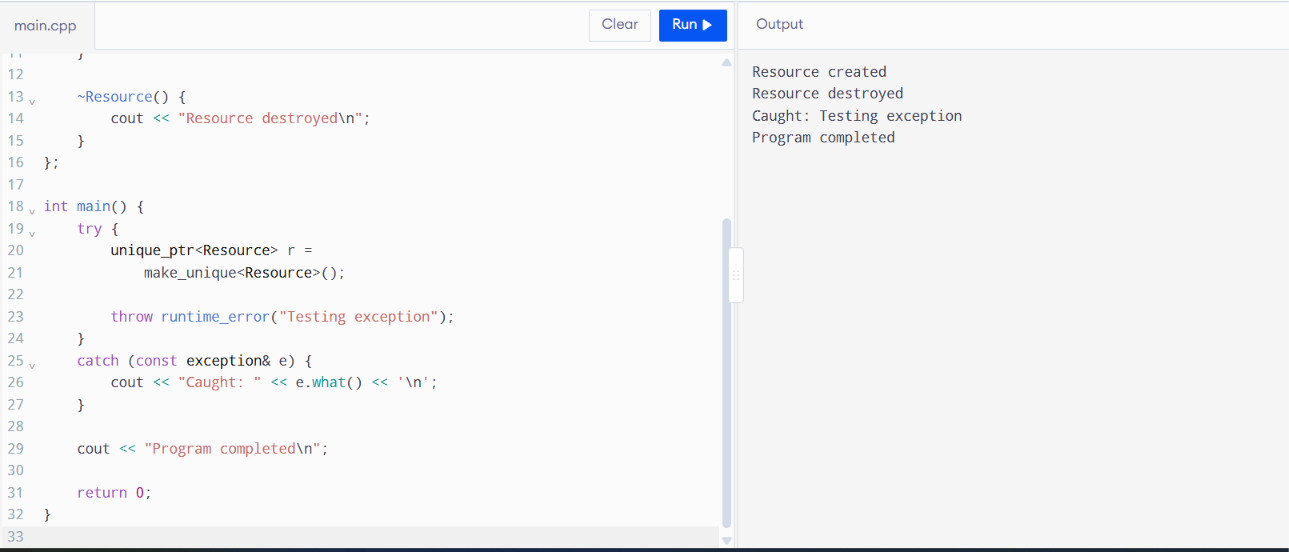 main.cpp
Clear
Run
Output
12
13 ~Resource() {
14 cout << "Resource destroyed\n";
15 }
16 };
17
18 int main() {
19 try {
20 unique_ptr<Resource> r =
21 make_unique<Resource>();
22
23 throw runtime_error("Testing exception");
24 }
25 catch (const exception& e) {
26 cout << "Caught: " << e.what() << '\n';
27 }
28
29 cout << "Program completed\n";
30
31 return 0;
32 }
33
Resource created
Resource destroyed
Caught: Testing exception
Program completed